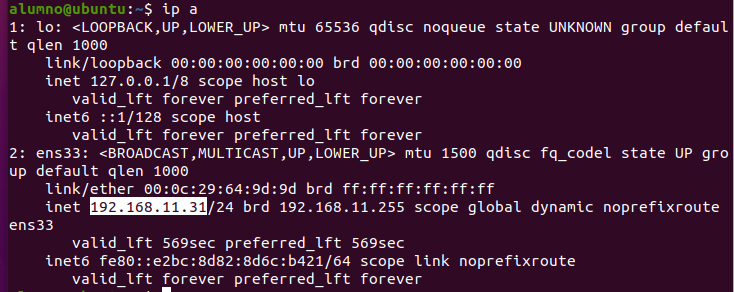 alumno@ubuntu:~$ ip a
1: lo: <LOOPBACK,UP,LOWER_UP> mtu 65536 qdisc noqueue state UNKNOWN group defaul
t qlen 1000
    link/loopback 00:00:00:00:00:00 brd 00:00:00:00:00:00
    inet 127.0.0.1/8 scope host lo
       valid_lft forever preferred_lft forever
    inet6 ::1/128 scope host
       valid_lft forever preferred_lft forever
2: ens33: <BROADCAST,MULTICAST,UP,LOWER_UP> mtu 1500 qdisc fq_codel state UP gro
up default qlen 1000
    link/ether 00:0c:29:64:9d:9d brd ff:ff:ff:ff:ff:ff
    inet 192.168.11.31/24 brd 192.168.11.255 scope global dynamic noprefixroute
ens33
       valid_lft 569sec preferred_lft 569sec
    inet6 fe80::e2bc:8d82:8d6c:b421/64 scope link noprefixroute
       valid_lft forever preferred_lft forever